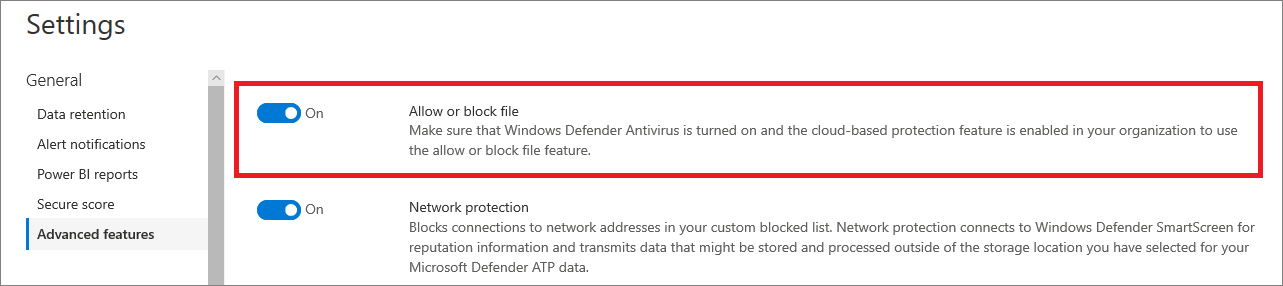 Settings
General
Data retention
Alert notifications
Power BI reports
Secure score
Advanced features
On
Allow or block file
Make sure that Windows Defender Antivirus is turned on and the cloud-based protection feature is enabled in your organization to use
the allow or block file feature.
On
Network protection
Blocks connections to network addresses in your custom blocked list. Network protection connects to Windows Defender SmartScreen for
reputation information and transmits data that might be stored and processed outside of the storage location you have selected for your
Microsoft Defender ATP data.